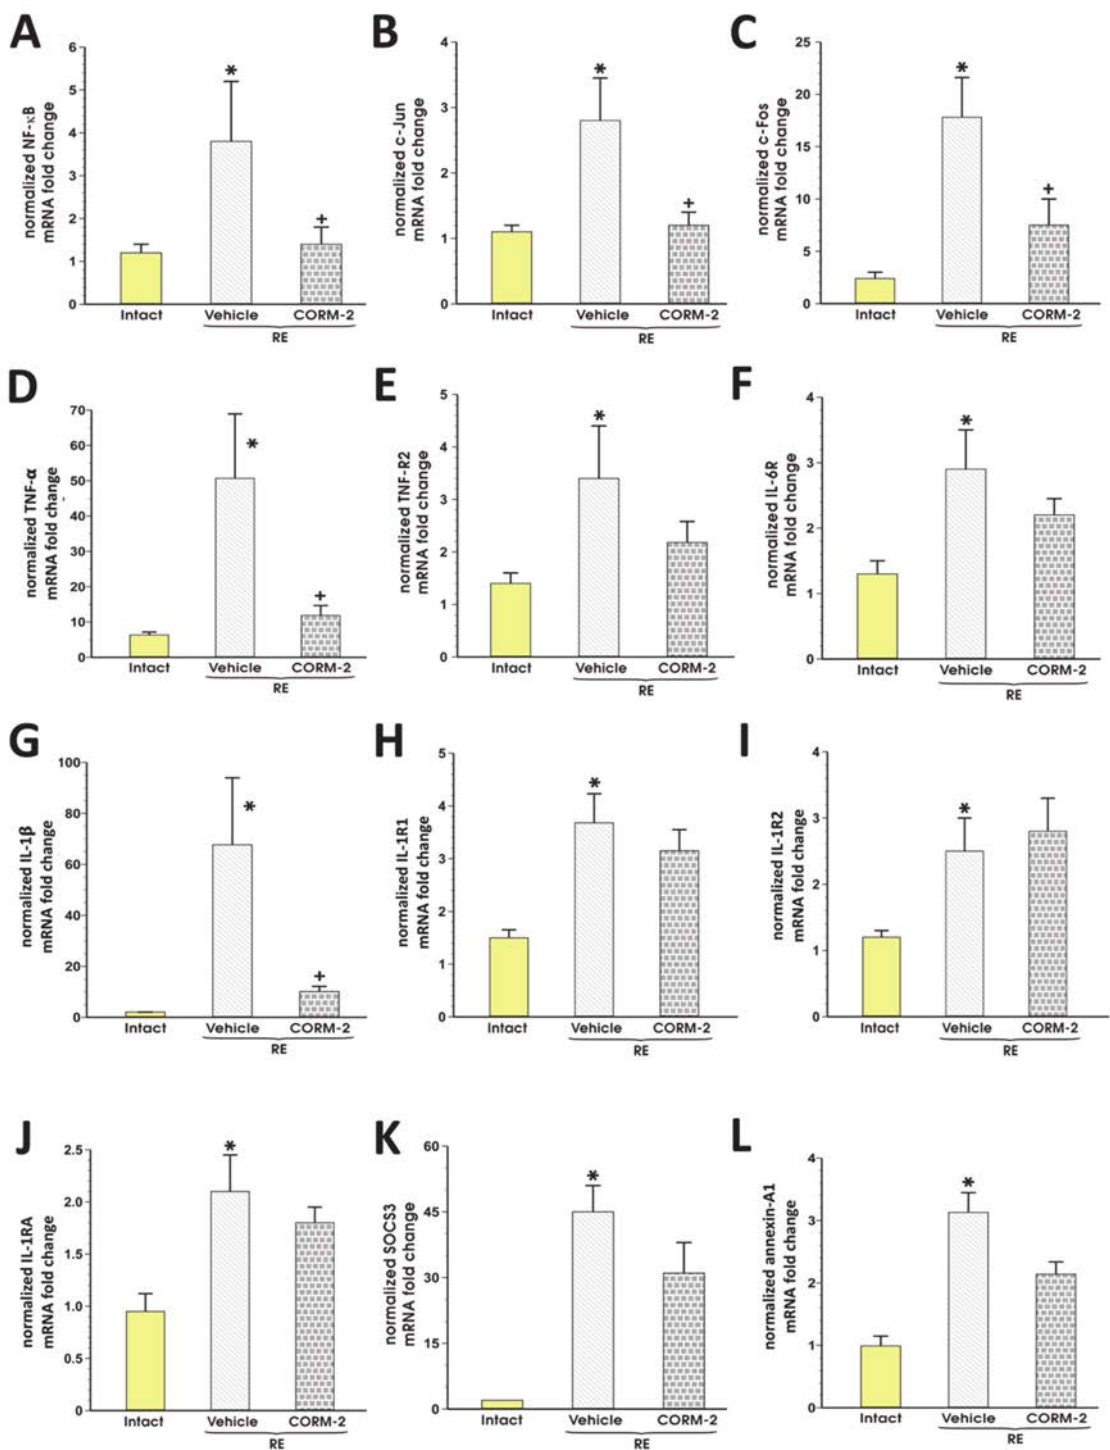 A
normalized NF-κB
mRNA fold change
6
5
4
3
2
1
0
*
+
Intact
Vehicle
CORM-2
RE
B
normalized c-Jun
mRNA fold change
4
3
2
1
0
*
+
Intact
Vehicle
CORM-2
RE
C
normalized c-Fos
mRNA fold change
25
20
15
10
5
0
*
+
Intact
Vehicle
CORM-2
RE
D
normalized TNF-α
mRNA fold change
70
60
50
40
30
20
10
0
*
+
Intact
Vehicle
CORM-2
RE
E
normalized TNF-R2
mRNA fold change
5
4
3
2
1
0
*
Intact
Vehicle
CORM-2
RE
F
normalized IL-6R
mRNA fold change
4
3
2
1
0
*
Intact
Vehicle
CORM-2
RE
G
normalized IL-1β
mRNA fold change
100
80
60
40
20
0
*
+
Intact
Vehicle
CORM-2
RE
H
normalized IL-1R1
mRNA fold change
5
4
3
2
1
0
*
Intact
Vehicle
CORM-2
RE
I
normalized IL-1R2
mRNA fold change
4
3
2
1
0
*
Intact
Vehicle
CORM-2
RE
J
normalized IL-1RA
mRNA fold change
2.5
2.0
1.5
1.0
0.5
0
*
Intact
Vehicle
CORM-2
RE
K
normalized SOCS3
mRNA fold change
60
45
30
15
0
*
Intact
Vehicle
CORM-2
RE
L
normalized annexin-A1
mRNA fold change
4
3
2
1
0
*
Intact
Vehicle
CORM-2
RE